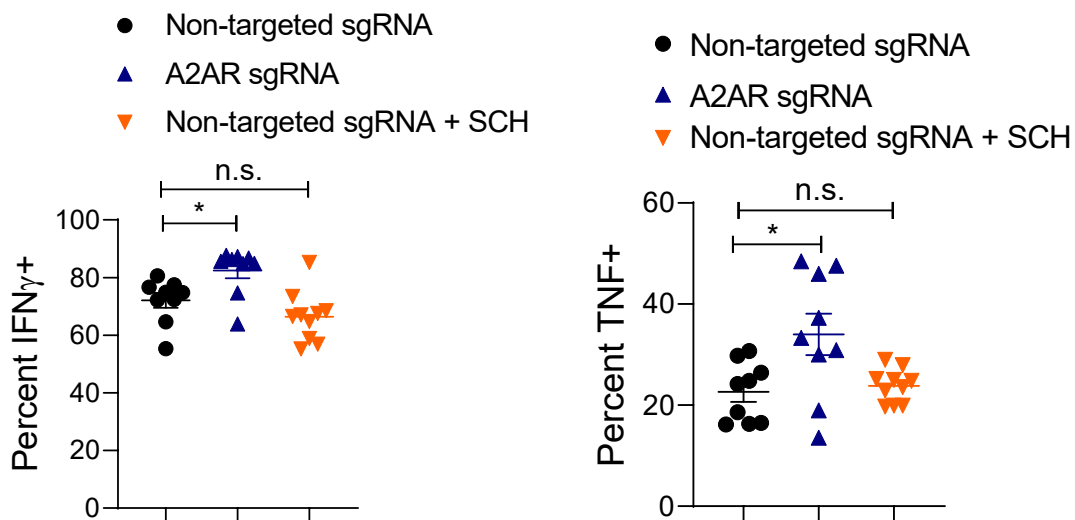 Non-targeted sgRNA
A2AR sgRNA
Non-targeted sgRNA + SCH
n.s.
*
100
80
60
40
20
0
Percent IFNγ+
Non-targeted sgRNA
A2AR sgRNA
Non-targeted sgRNA + SCH
n.s.
*
60
40
20
0
Percent TNF+